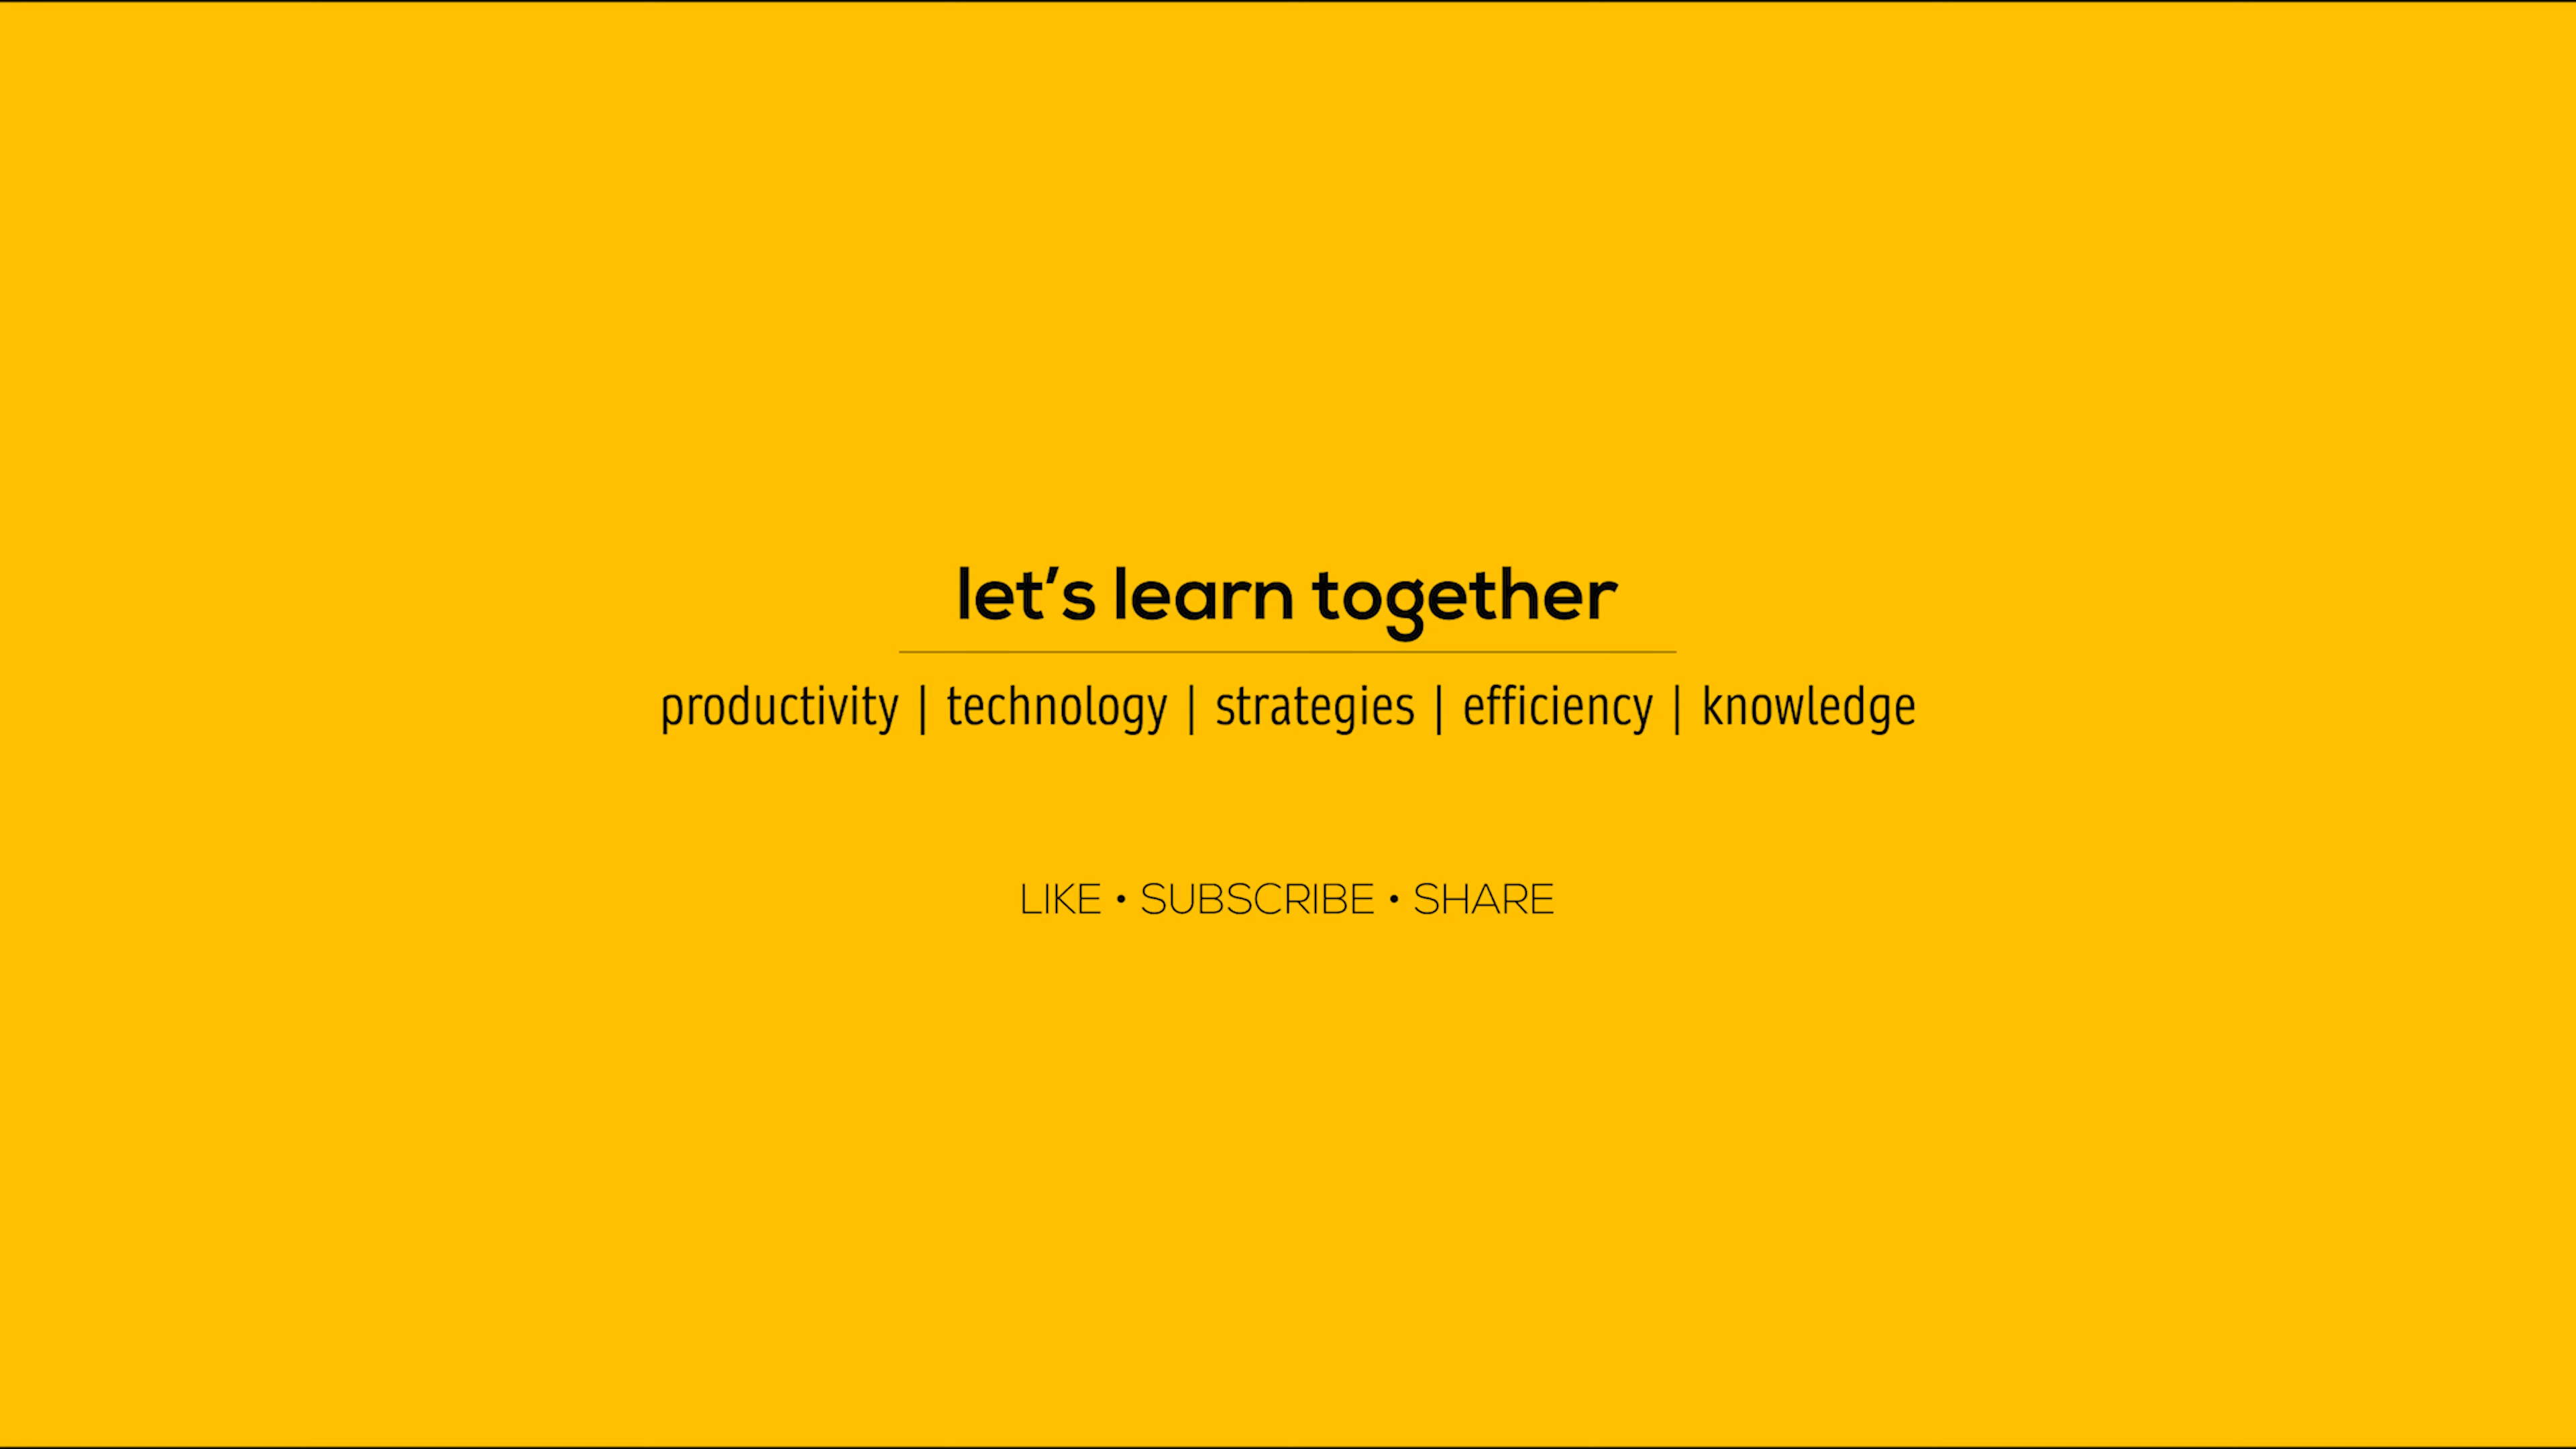 let’s learn together
productivity | technology | strategies | efficiency | knowledge
LIKE • SUBSCRIBE • SHARE